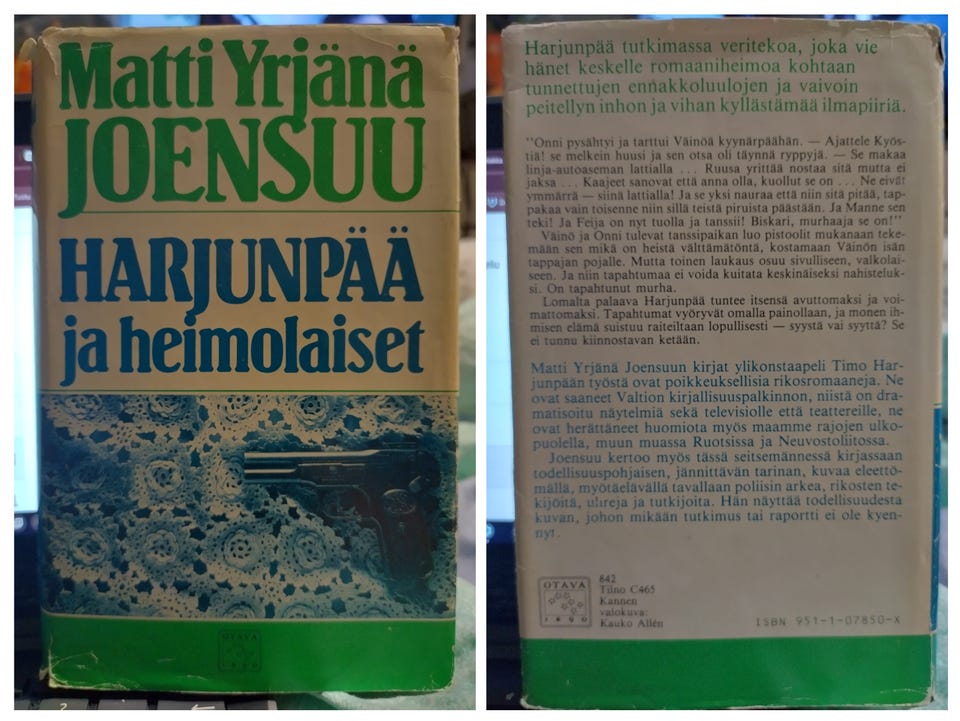 Matti Yrjänä
JOENSUU
HARJUNPÄÄ
ja heimolaiset
OTAVA
1890
Harjunpää tutkimassa veritekoa, joka vie
hänet keskelle romaaniheimoa kohtaan
tunnettujen ennakkoluulojen ja vaivoin
peitellyn inhon ja vihan kyllästämää ilmapiiriä.
"Onni pysähtyi ja tarttui Väinöä kyynärpäähän. — Ajattele Kyös-
tiä! se melkein huusi ja sen otsa oli täynnä ryppyjä. — Se makaa
linja-autoaseman lattialla ... Ruusa yrittää nostaa sitä mutta ei
jaksa ... Kaajeet sanovat että anna olla, kuollut se on ... Ne eivät
ymmärrä — siinä lattialla! Ja se yksi nauraa että niin sitä pitää, tap-
pakaa vain toisenne niin sillä teistä piruista päästään. Ja Manne sen
teki! Ja Feija on nyt tuolla ja tanssii! Biskari, murhaaja se on!"
Väinö ja Onni tulevat tanssipaikan luo pistoolit mukanaan teke-
mään sen mikä on heistä välttämätöntä, kostamaan Väinön isän
tappajan pojalle. Mutta toinen laukaus osuu sivulliseen, valkolai-
seen. Ja niin tapahtumaa ei voida kuitata keskinäiseksi nahisteluk-
si. On tapahtunut murha.
Lomalta palaava Harjunpää tuntee itsensä avuttomaksi ja voi-
mattomaksi. Tapahtumat vyöryvät omalla painollaan, ja monen ih-
misen elämä suistuu raiteiltaan lopullisesti — syystä vai syyttä? Se
ei tunnu kiinnostavan ketään.
Matti Yrjänä Joensuun kirjat ylikonstaapeli Timo Har-
junpään työstä ovat poikkeuksellisia rikosromaaneja. Ne
ovat saaneet Valtion kirjallisuuspalkinnon, niistä on dra-
matisoitu näytelmiä sekä televisiolle että teattereille, ne
ovat herättäneet huomiota myös maamme rajojen ulko-
puolella, muun muassa Ruotsissa ja Neuvostoliitossa.
Joensuu kertoo myös tässä seitsemännessä kirjassaan
todellisuuspohjaisen, jännittävän tarinan, kuvaa eleettö-
mällä, myötäelävällä tavallaan poliisin arkea, rikosten te-
kijöitä, uhreja ja tutkijoita. Hän näyttää todellisuudesta
kuvan, johon mikään tutkimus tai raportti ei ole kyen-
nyt.
OTAVA
1890
842
Tiino C465
Kannen
valokuva:
Kauko Allén
ISBN 951-1-07850-X